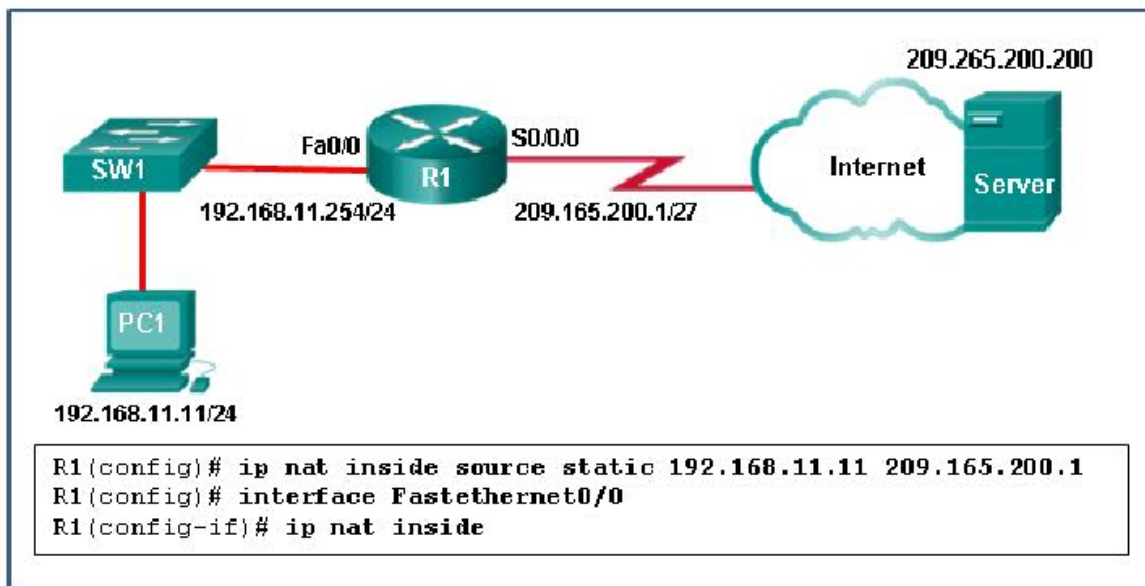 209.265.200.200
Fa0/0
S0/0/0
SW1
R1
Internet
Server
192.168.11.254/24
209.165.200.1/27
PC1
192.168.11.11/24
R1(config)# ip nat inside source static 192.168.11.11 209.165.200.1
R1(config)# interface Fastethernet0/0
R1(config-if)# ip nat inside